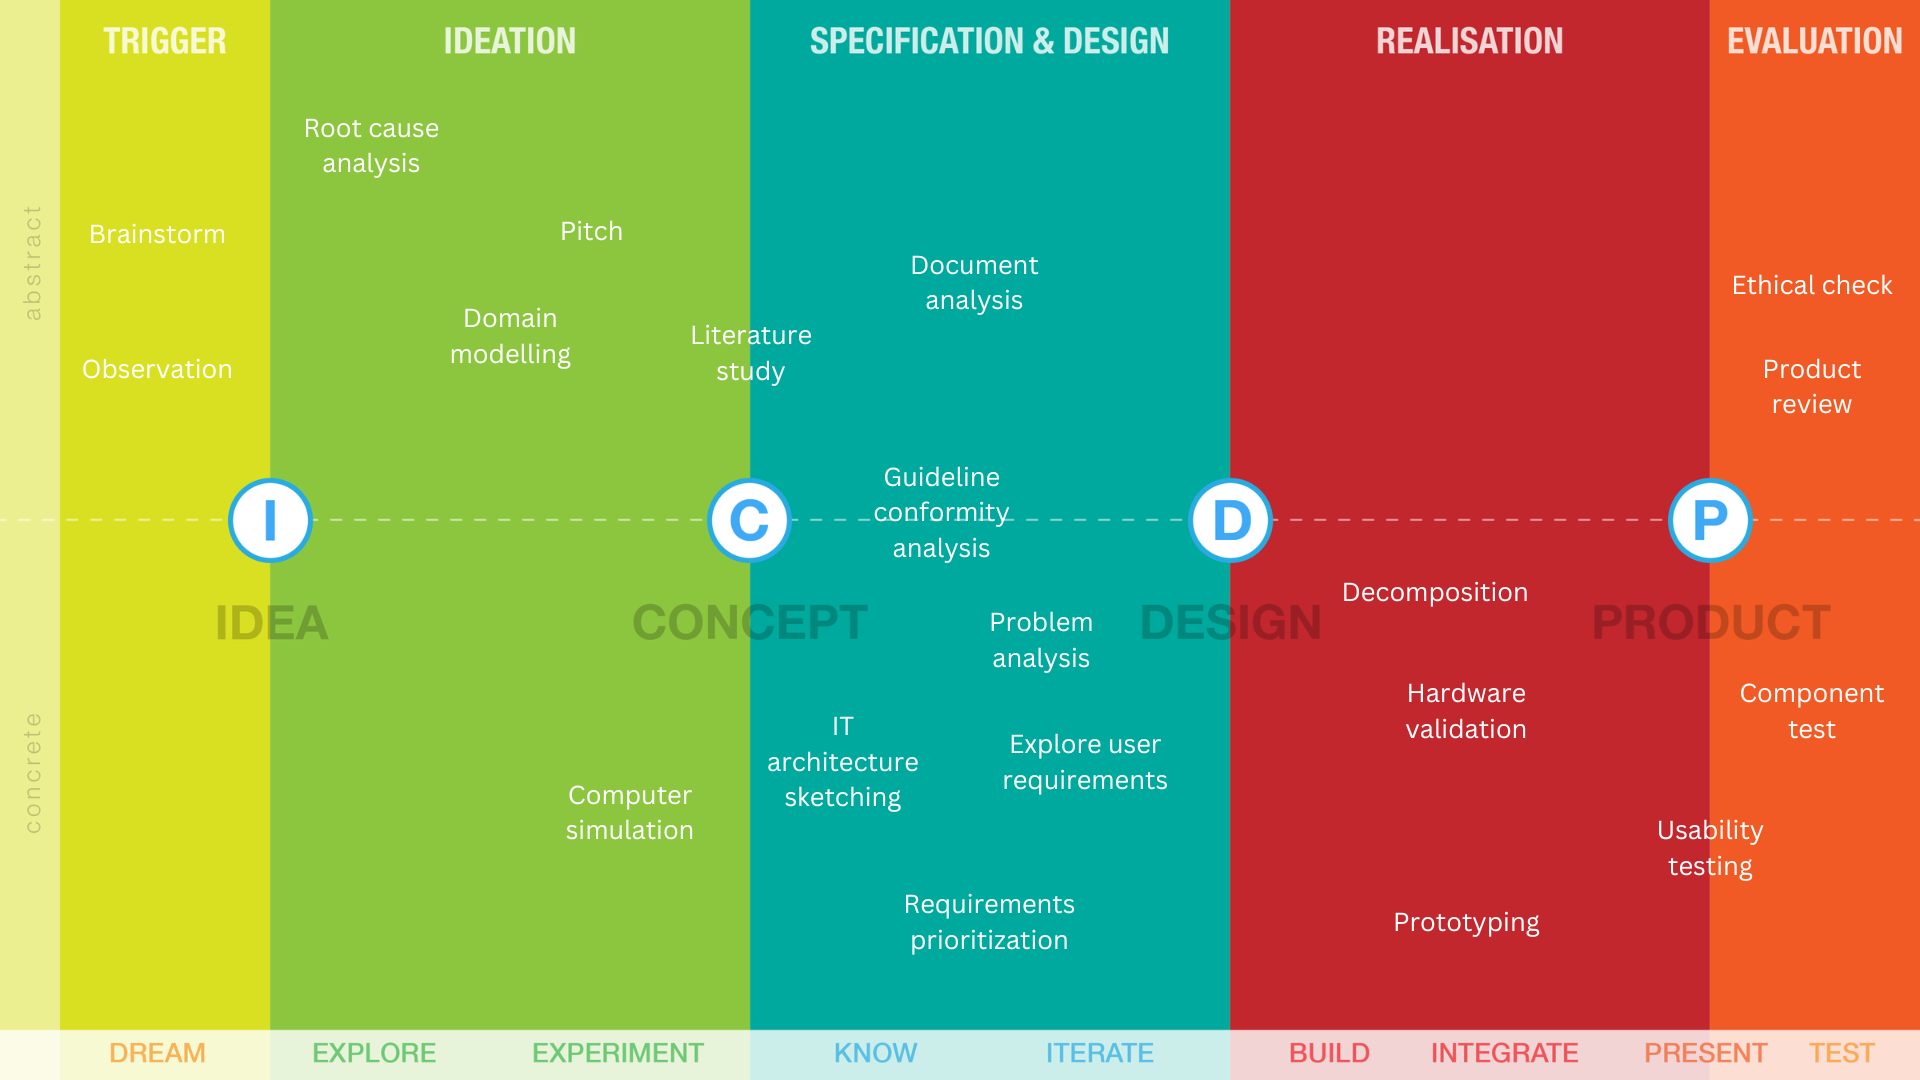 TRIGGER
IDEATION
SPECIFICATION & DESIGN
REALISATION
EVALUATION
abstract
concrete
Brainstorm
Observation
Root cause
analysis
Pitch
Domain
modelling
Literature
study
Computer
simulation
Document
analysis
Guideline
conformity
analysis
Problem
analysis
IT
architecture
sketching
Explore user
requirements
Requirements
prioritization
Decomposition
Hardware
validation
Prototyping
Usability
testing
Ethical check
Product
review
Component
test
I
C
D
P
IDEA
CONCEPT
DESIGN
PRODUCT
DREAM
EXPLORE
EXPERIMENT
KNOW
ITERATE
BUILD
INTEGRATE
PRESENT
TEST